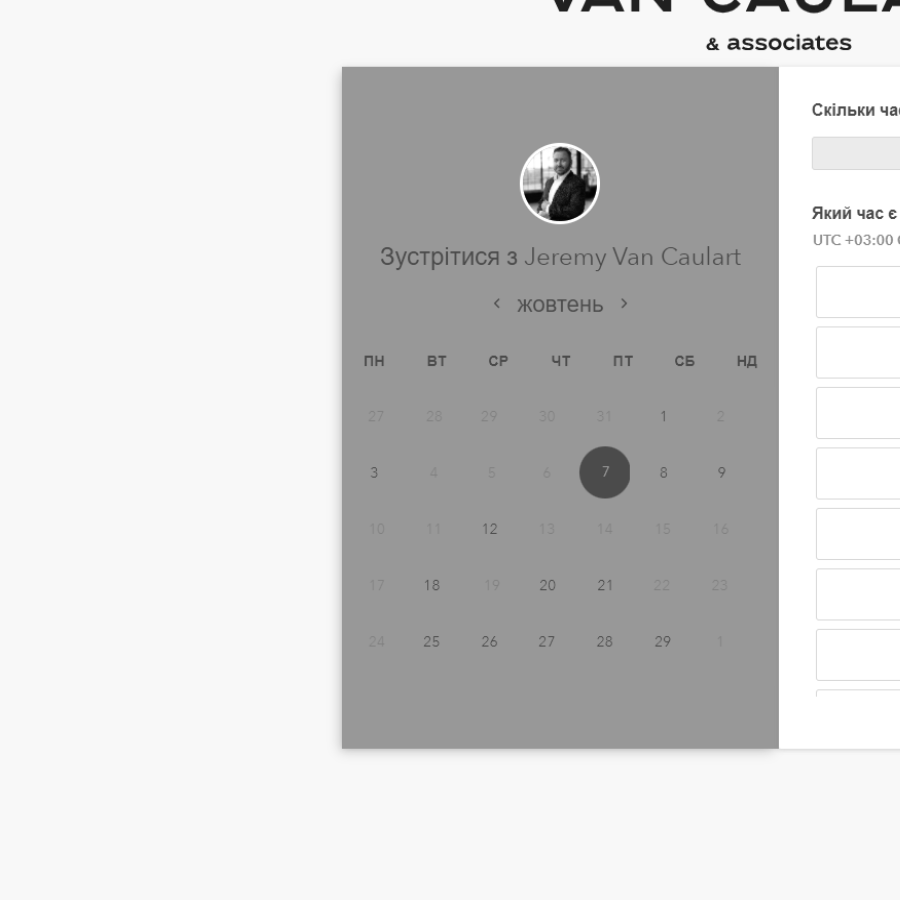 VAN CAULA
& associates
Зустрітися з Jeremy Van Caulart
‹ жовтень ›
ПН ВТ СР ЧТ ПТ СБ НД
27 28 29 30 31 1 2
3 4 5 6 7 8 9
10 11 12 13 14 15 16
17 18 19 20 21 22 23
24 25 26 27 28 29 1
Скільки ча
Який час є
UTC +03:00